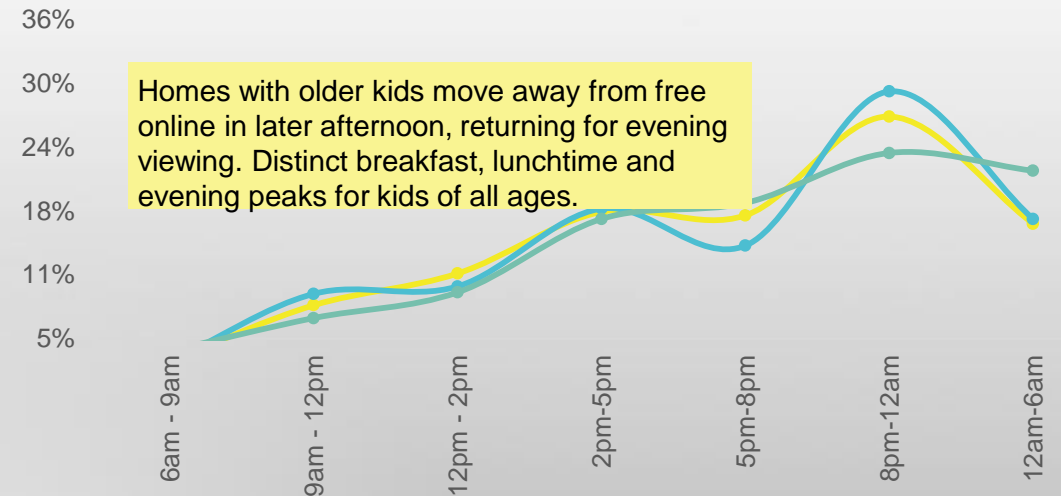 36%
30%
24%
18%
11%
5%
Homes with older kids move away from free
online in later afternoon, returning for evening
viewing. Distinct breakfast, lunchtime and
evening peaks for kids of all ages.
6am - 9am
9am - 12pm
12pm - 2pm
2pm-5pm
5pm-8pm
8pm-12am
12am-6am